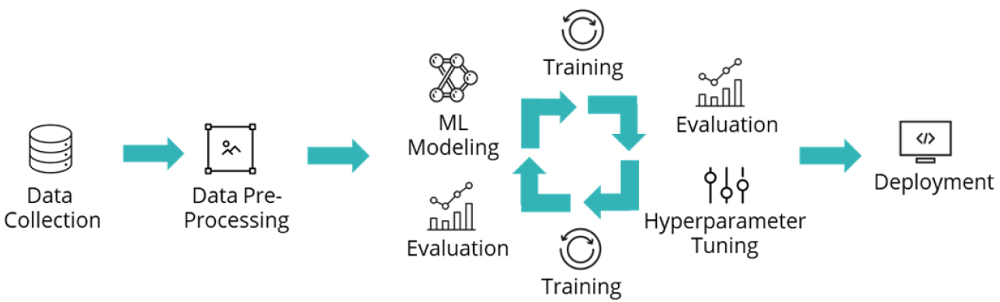 Data
Collection
Data Pre-
Processing
ML
Modeling
Training
Evaluation
Hyperparameter
Tuning
Training
Evaluation
</>
Deployment